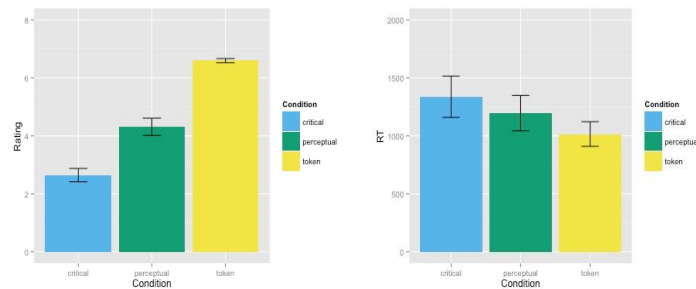 8
6
4
2
0
Rating
critical
perceptual
token
Condition
Condition
critical
perceptual
token
2000
1500
1000
500
0
RT
critical
perceptual
token
Condition
Condition
critical
perceptual
token